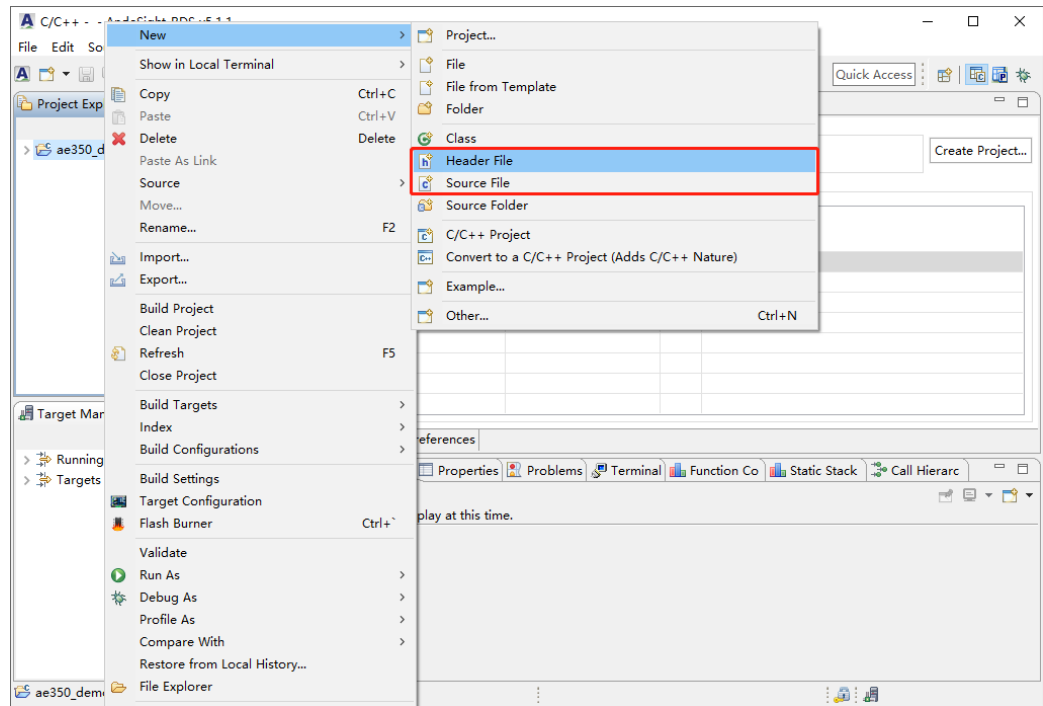 C/C++ - - AndeSight RDS v5.1.1
File Edit So
Quick Access
Project Exp
ae350_d
Create Project...
New
Show in Local Terminal
Copy Ctrl+C
Paste Ctrl+V
Delete Delete
Paste As Link
Source
Move...
Rename... F2
Import...
Export...
Build Project
Clean Project
Refresh F5
Close Project
Build Targets
Index
Build Configurations
Build Settings
Target Configuration
Flash Burner Ctrl+`
Validate
Run As
Debug As
Profile As
Compare With
Restore from Local History...
File Explorer
Project...
File
File from Template
Folder
Class
Header File
Source File
Source Folder
C/C++ Project
Convert to a C/C++ Project (Adds C/C++ Nature)
Example...
Other... Ctrl+N
Target Mar
Running
Targets
eferences
Properties Problems Terminal Function Co Static Stack Call Hierarc
play at this time.
ae350_dem